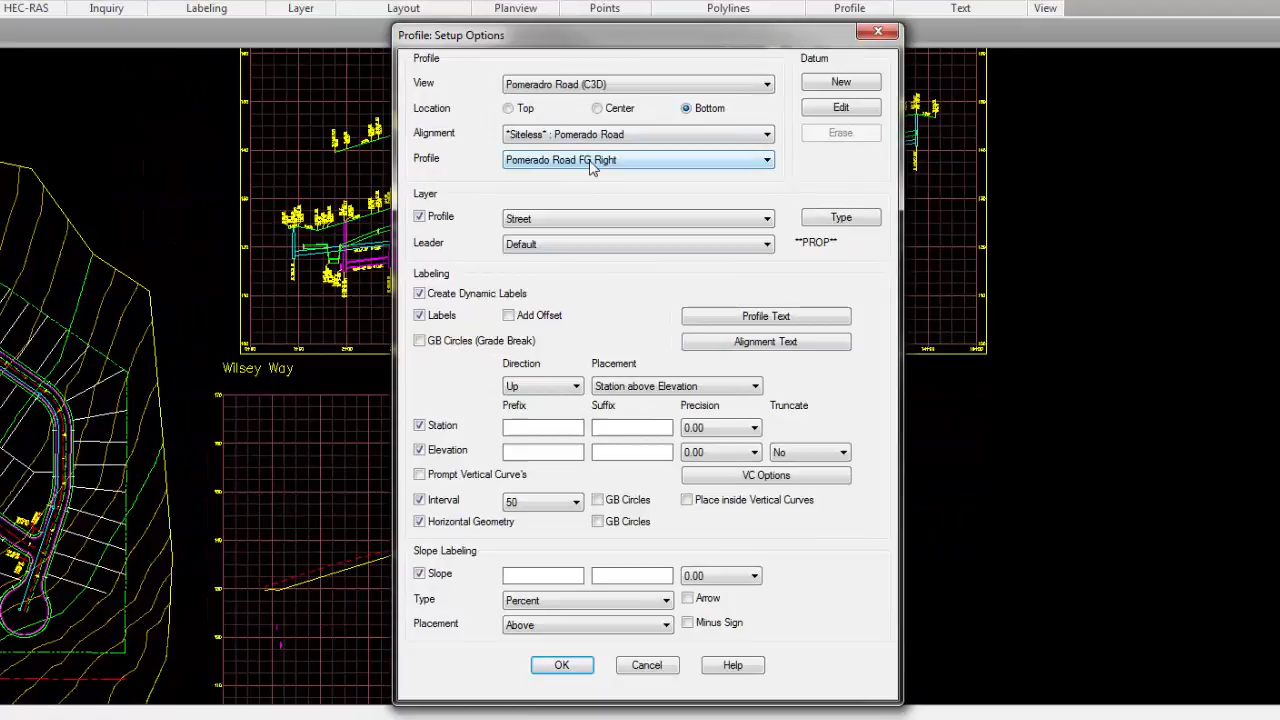 HEC-RAS Inquiry Labeling Layer Layout Planview Points Polylines Profile Text View
Profile: Setup Options
Profile Datum
View Pomeradro Road (C3D) New
Location Top Center Bottom Edit
Alignment *Siteless* : Pomerado Road Erase
Profile Pomerado Road FG Right
Layer
Profile Street Type
Leader Default **PROP**
Labeling
Create Dynamic Labels
Labels Add Offset Profile Text
GB Circles (Grade Break) Alignment Text
Direction Placement
Up Station above Elevation
Prefix Suffix Precision Truncate
Station 0.00
Elevation 0.00 No
Prompt Vertical Curve's VC Options
Interval 50 GB Circles Place inside Vertical Curves
Horizontal Geometry GB Circles
Slope Labeling
Slope 0.00
Type Percent Arrow
Placement Above Minus Sign
OK Cancel Help
Wilsey Way